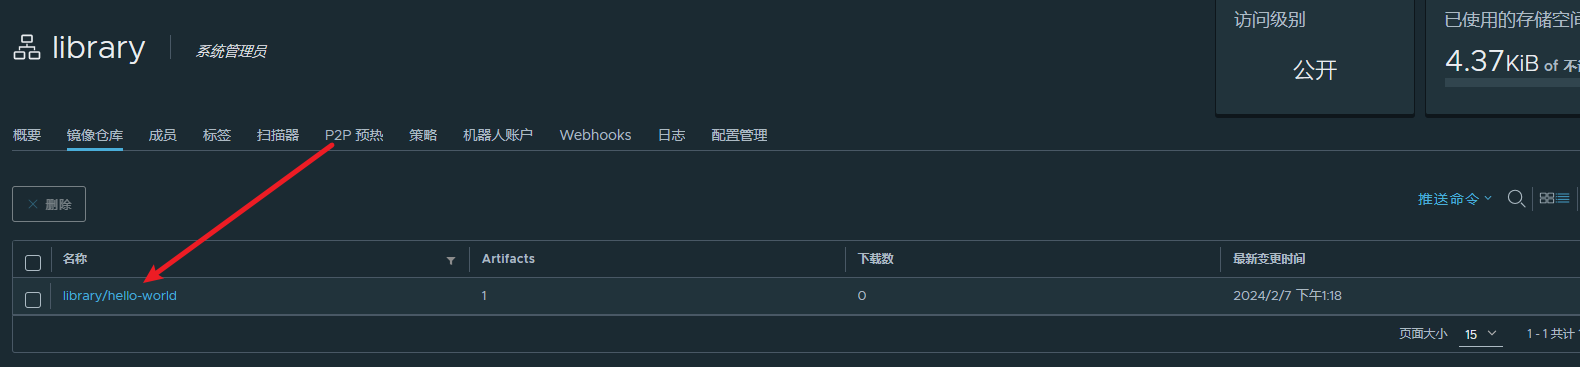 访问级别
已使用的存储空间
library
系统管理员
公开
4.37KiB of
概要 镜像仓库 成员 标签 扫描器 P2P 预热 策略 机器人账户 Webhooks 日志 配置管理
× 删除
推送命令
名称 Artifacts 下载数 最新变更时间
library/hello-world 1 0 2024/2/7 下午1:18
页面大小 15 1 - 1 共计